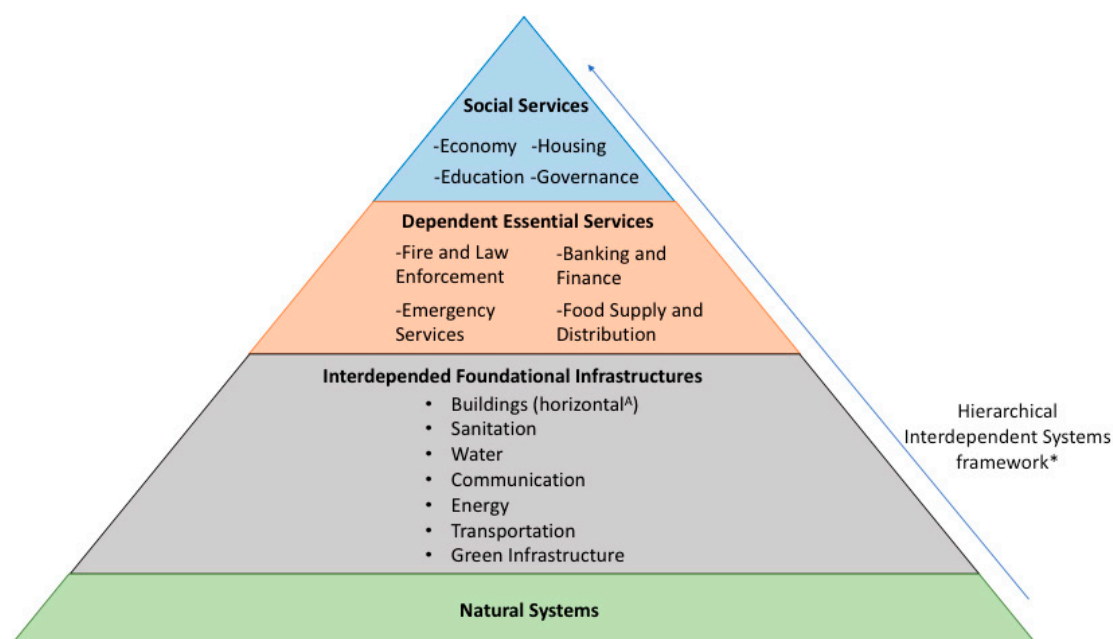 Social Services
-Economy -Housing
-Education -Governance
Dependent Essential Services
-Fire and Law
Enforcement
-Banking and
Finance
-Emergency
Services
-Food Supply and
Distribution
Interdepended Foundational Infrastructures
• Buildings (horizontalᴬ)
• Sanitation
• Water
• Communication
• Energy
• Transportation
• Green Infrastructure
Natural Systems
Hierarchical
Interdependent Systems
framework*